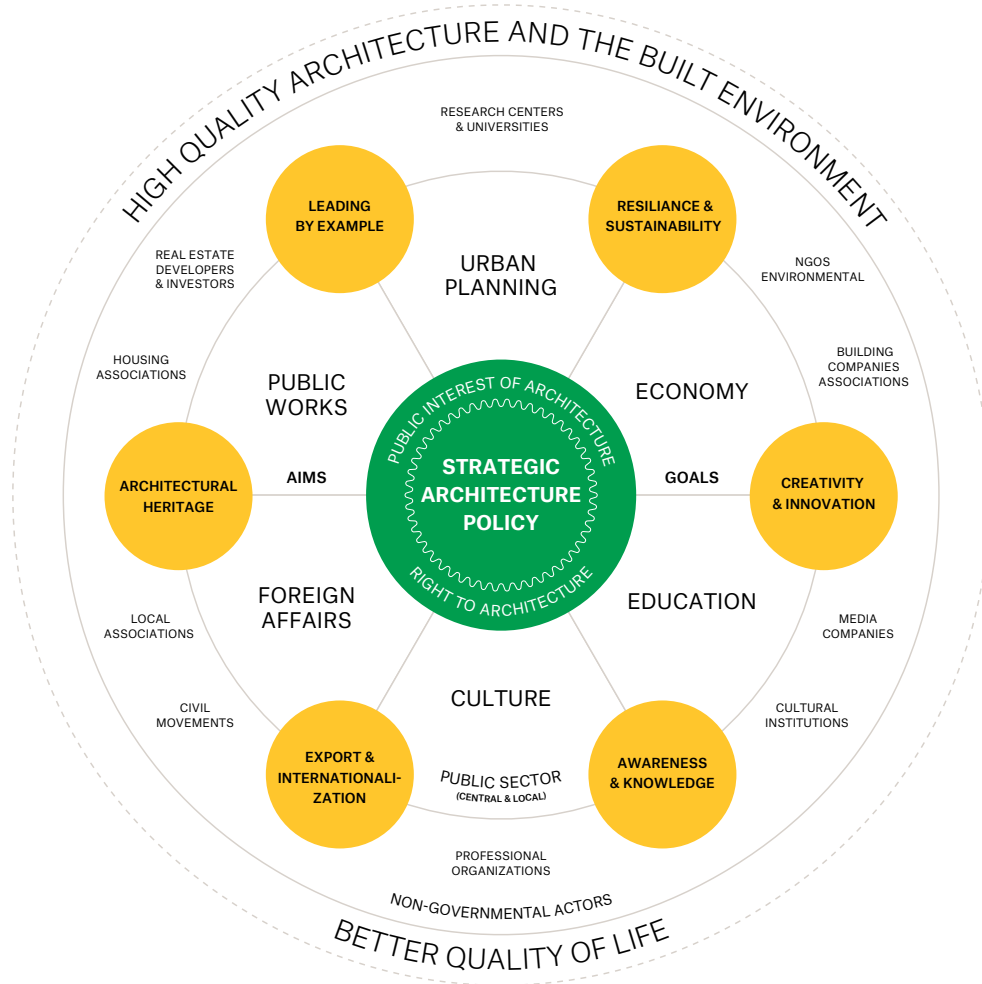 HIGH QUALITY ARCHITECTURE AND THE BUILT ENVIRONMENT
RESEARCH CENTERS
& UNIVERSITIES
LEADING
BY EXAMPLE
RESILIANCE &
SUSTAINABILITY
REAL ESTATE
DEVELOPERS
& INVESTORS
URBAN
PLANNING
NGOS
ENVIRONMENTAL
HOUSING
ASSOCIATIONS
BUILDING
COMPANIES
ASSOCIATIONS
PUBLIC
WORKS
ECONOMY
PUBLIC INTEREST OF ARCHITECTURE
ARCHITECTURAL
HERITAGE
AIMS
STRATEGIC
ARCHITECTURE
POLICY
GOALS
CREATIVITY
& INNOVATION
RIGHT TO ARCHITECTURE
FOREIGN
AFFAIRS
EDUCATION
LOCAL
ASSOCIATIONS
MEDIA
COMPANIES
CIVIL
MOVEMENTS
CULTURE
CULTURAL
INSTITUTIONS
EXPORT &
INTERNATIONALI-
ZATION
PUBLIC SECTOR
(CENTRAL & LOCAL)
AWARENESS
& KNOWLEDGE
PROFESSIONAL
ORGANIZATIONS
NON-GOVERNMENTAL ACTORS
BETTER QUALITY OF LIFE